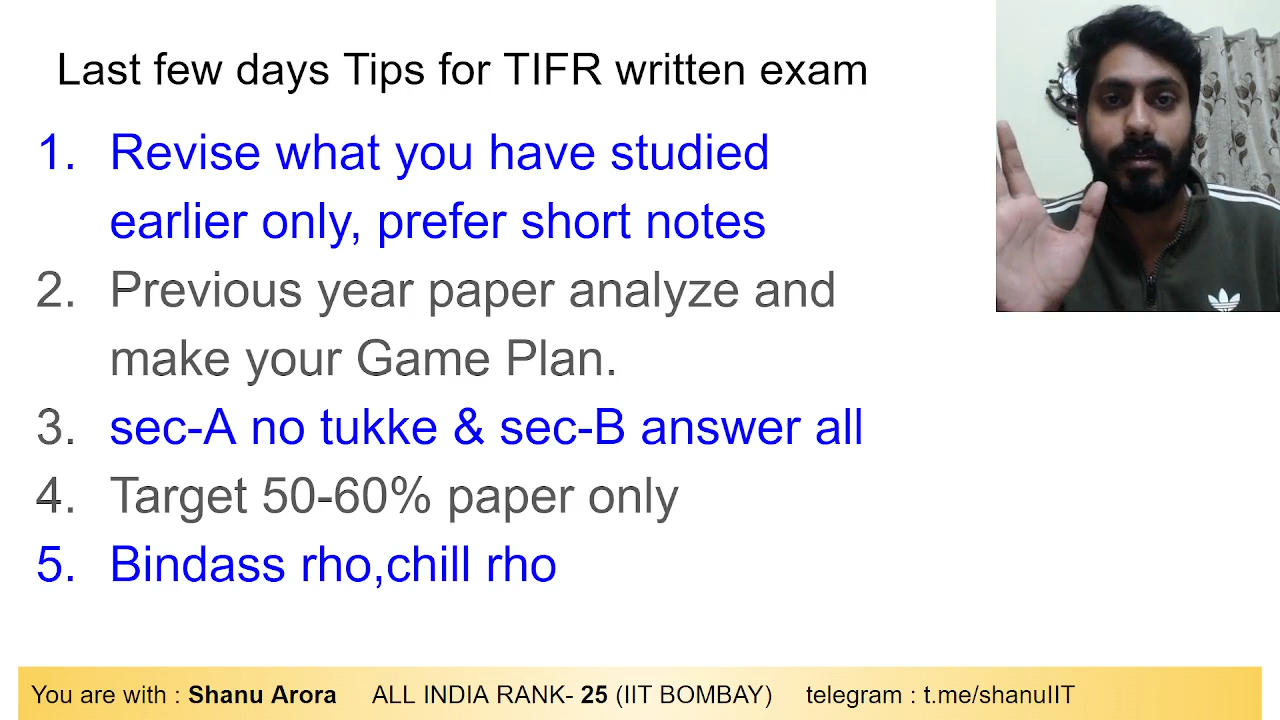 Last few days Tips for TIFR written exam
1. Revise what you have studied
earlier only, prefer short notes
2. Previous year paper analyze and
make your Game Plan.
3. sec-A no tukke & sec-B answer all
4. Target 50-60% paper only
5. Bindass rho,chill rho
You are with : Shanu Arora ALL INDIA RANK- 25 (IIT BOMBAY) telegram : t.me/shanuIIT